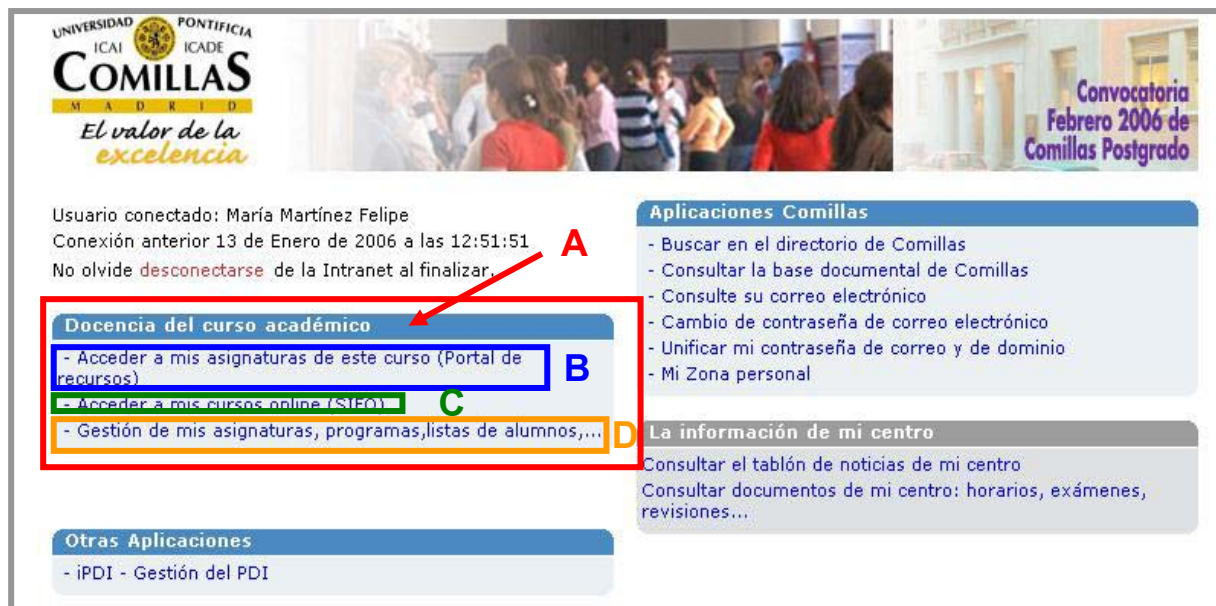 UNIVERSIDAD PONTIFICIA
ICAI ICADE
COMILLAS
M A D R I D
El valor de la
excelencia
Convocatoria
Febrero 2006 de
Comillas Postgrado
Usuario conectado: María Martínez Felipe
Conexión anterior 13 de Enero de 2006 a las 12:51:51
No olvide desconectarse de la Intranet al finalizar.
A
Docencia del curso académico
- Acceder a mis asignaturas de este curso (Portal de
recursos)
B
- Acceder a mis cursos online (SIFO)
C
- Gestión de mis asignaturas, programas,listas de alumnos,...
D
Otras Aplicaciones
- iPDI - Gestión del PDI
Aplicaciones Comillas
- Buscar en el directorio de Comillas
- Consultar la base documental de Comillas
- Consulte su correo electrónico
- Cambio de contraseña de correo electrónico
- Unificar mi contraseña de correo y de dominio
- Mi Zona personal
La información de mi centro
Consultar el tablón de noticias de mi centro
Consultar documentos de mi centro: horarios, exámenes,
revisiones...